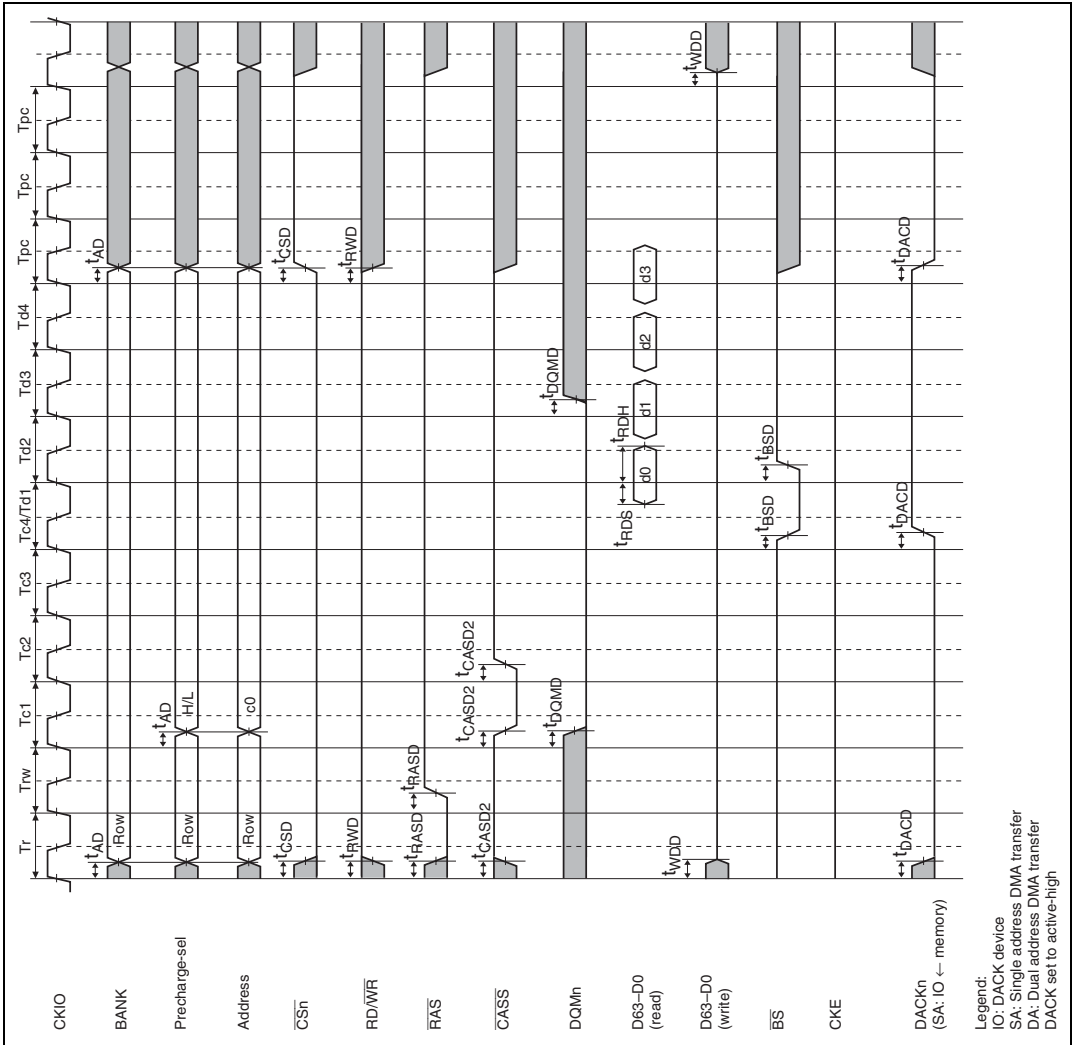 Tr Trw Tc1 Tc2 Tc3 Tc4/Td1 Td2 Td3 Td4 Tpc Tpc Tpc
CKIO
BANK
tAD Row tAD
Precharge-sel
Row tAD H/L
Address
Row c0
CSn
tCSD tCSD
RD/WR
tRWD tRWD
RAS
tRASD tRASD
CASS
tCASD2 tCASD2 tCASD2
DQMn
tDQMD tDQMD
D63–D0
(read)
tRDS d0 tRDH d1 d2 d3
D63–D0
(write)
tWDD tWDD
BS
tBSD tBSD
CKE
DACKn
(SA: IO ← memory)
tDACD tDACD tDACD
Legend:
IO: DACK device
SA: Single address DMA transfer
DA: Dual address DMA transfer
DACK set to active-high